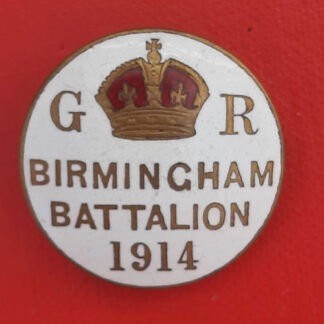 G R
BIRMINGHAM
BATTALION
1914